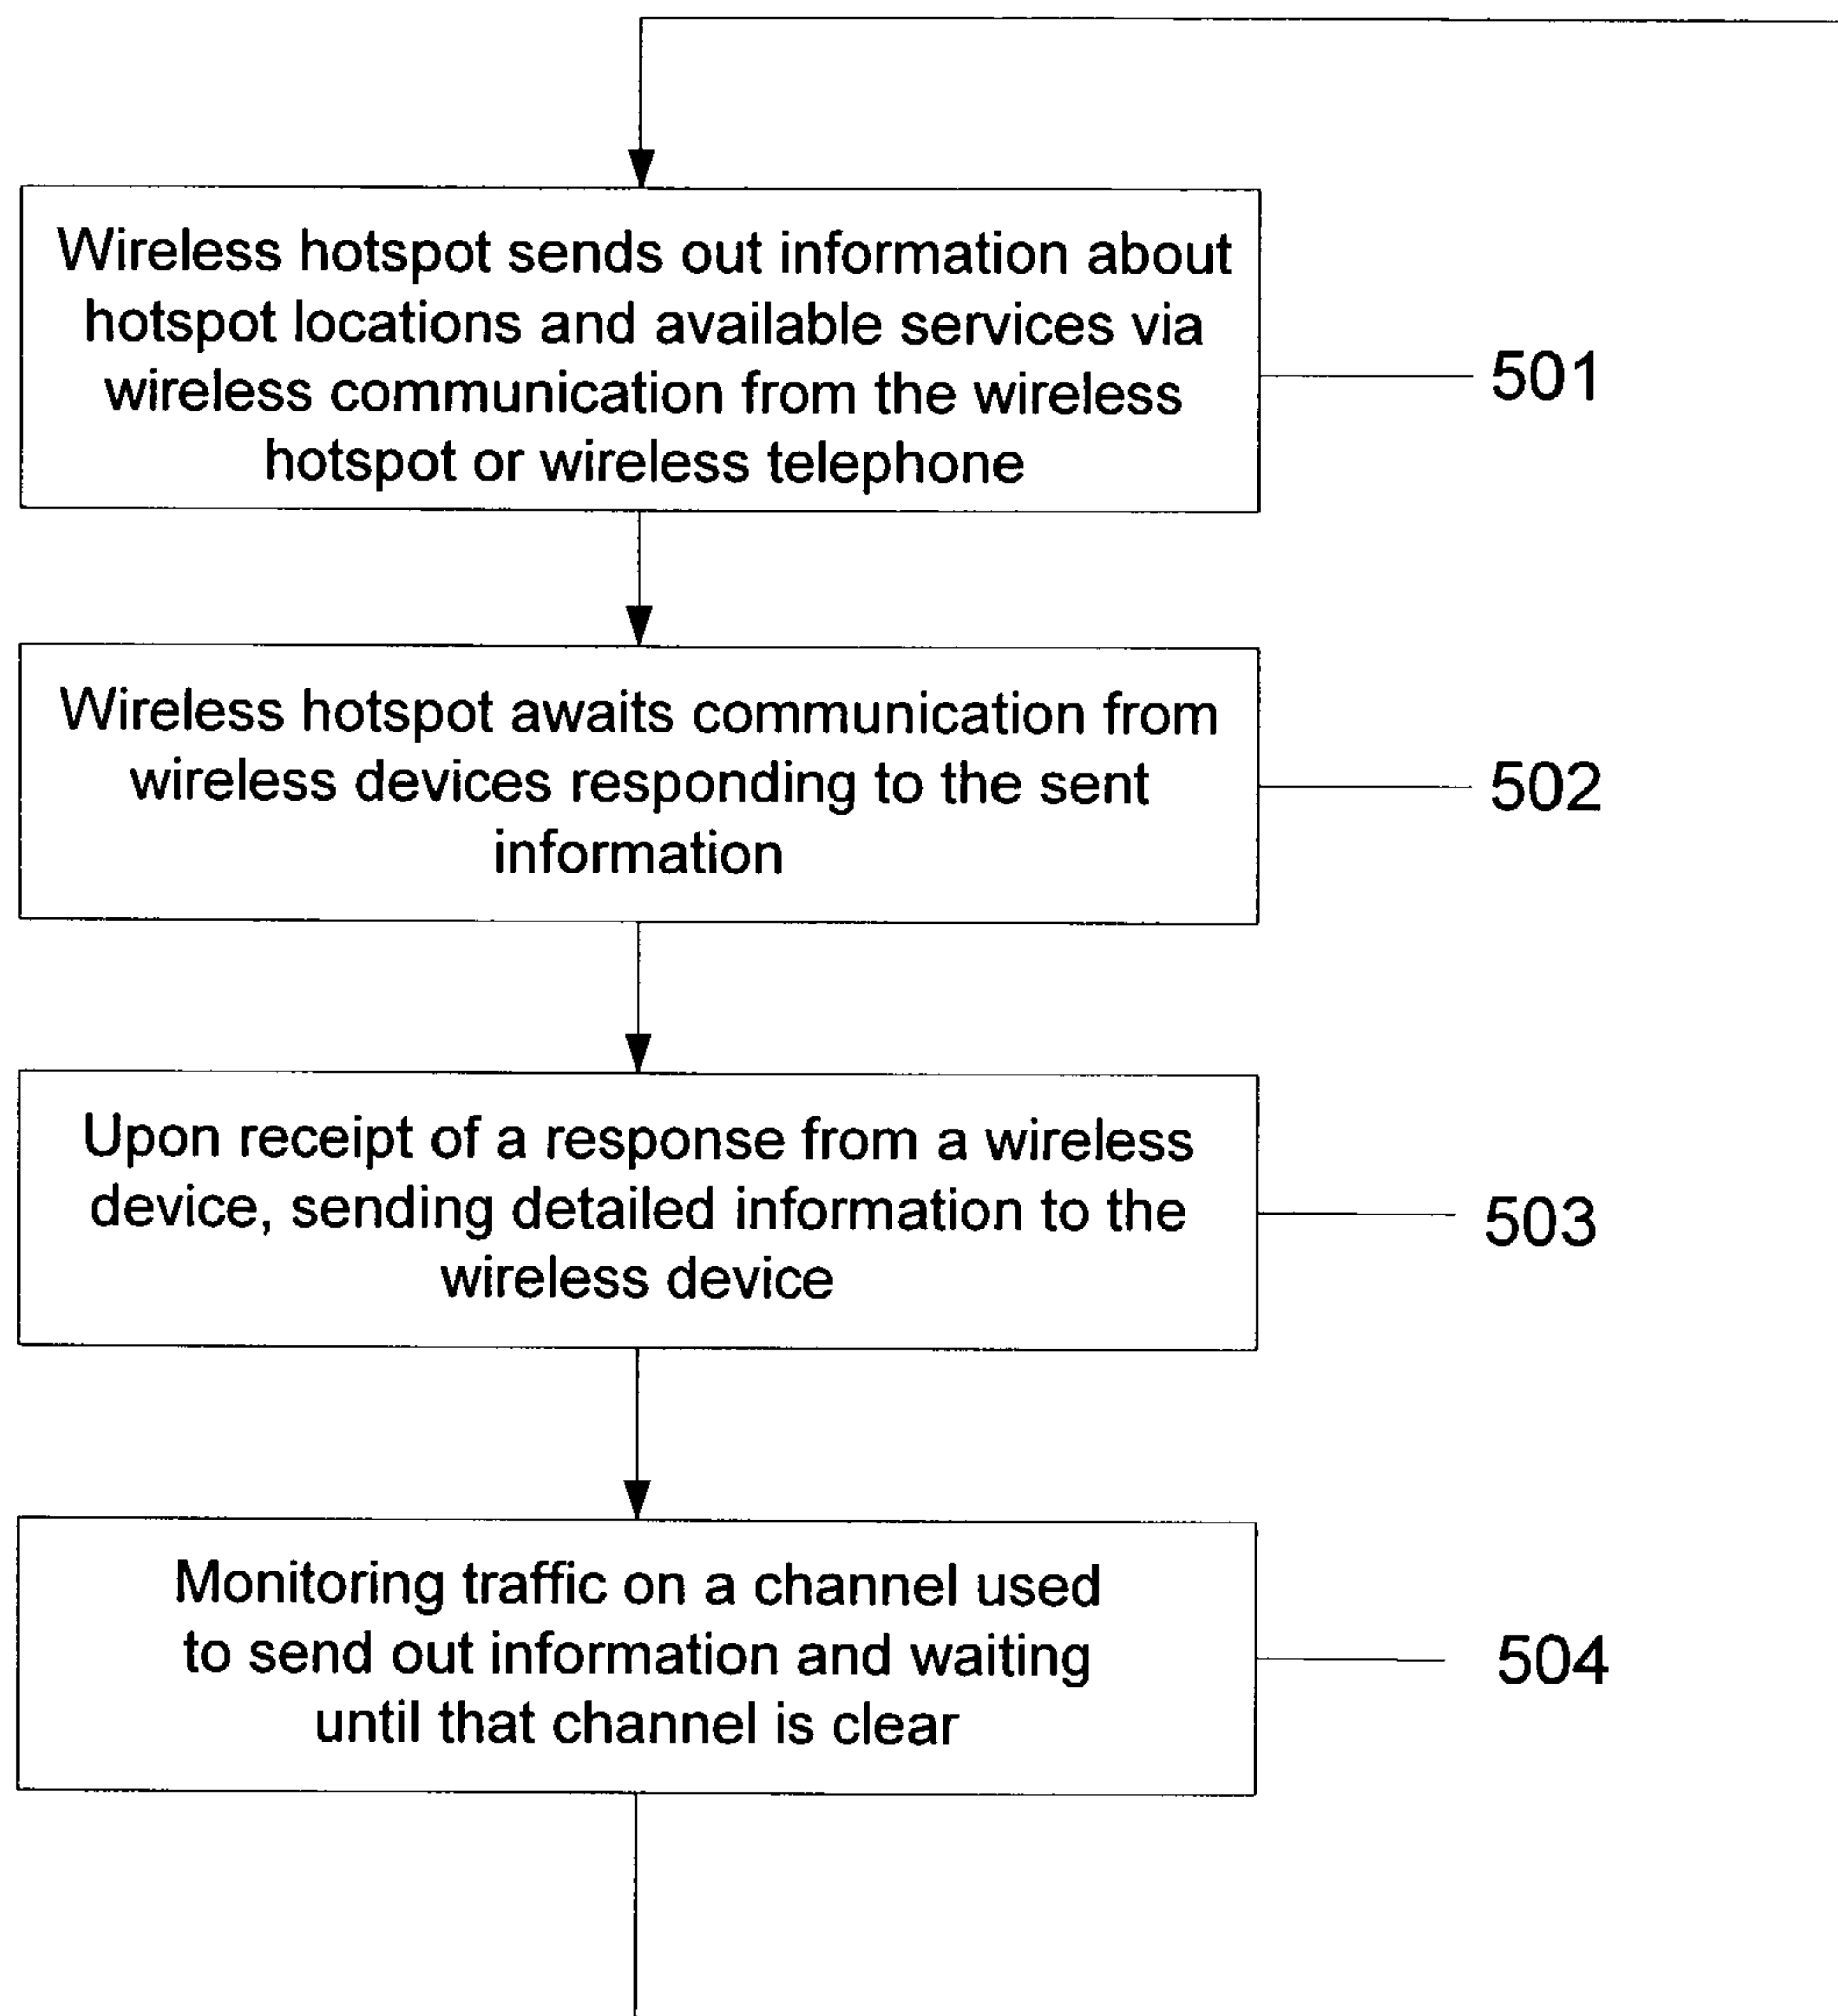 Wireless hotspot sends out information about
hotspot locations and available services via
wireless communication from the wireless
hotspot or wireless telephone
501
Wireless hotspot awaits communication from
wireless devices responding to the sent
information
502
Upon receipt of a response from a wireless
device, sending detailed information to the
wireless device
503
Monitoring traffic on a channel used
to send out information and waiting
until that channel is clear
504